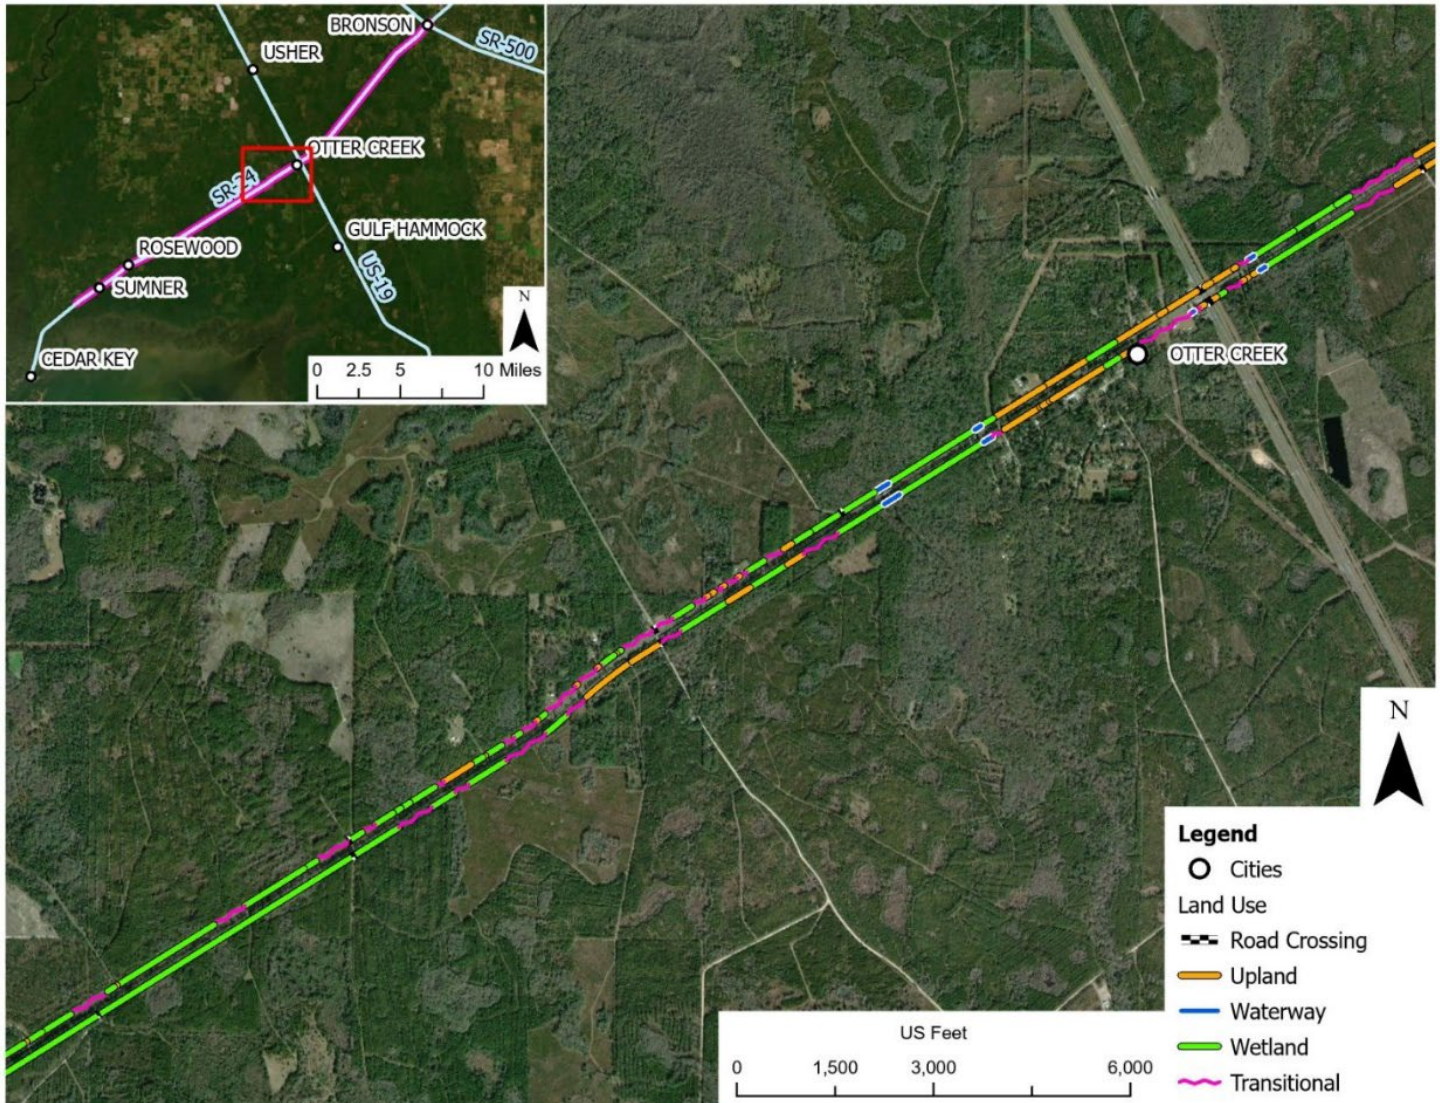 BRONSON
SR-500
USHER
OTTER CREEK
SR-24
GULF HAMMOCK
ROSEWOOD
US-19
SUMNER
CEDAR KEY
N
0 2.5 5 10 Miles
OTTER CREEK
N
Legend
Cities
Land Use
Road Crossing
Upland
Waterway
Wetland
Transitional
US Feet
0 1,500 3,000 6,000